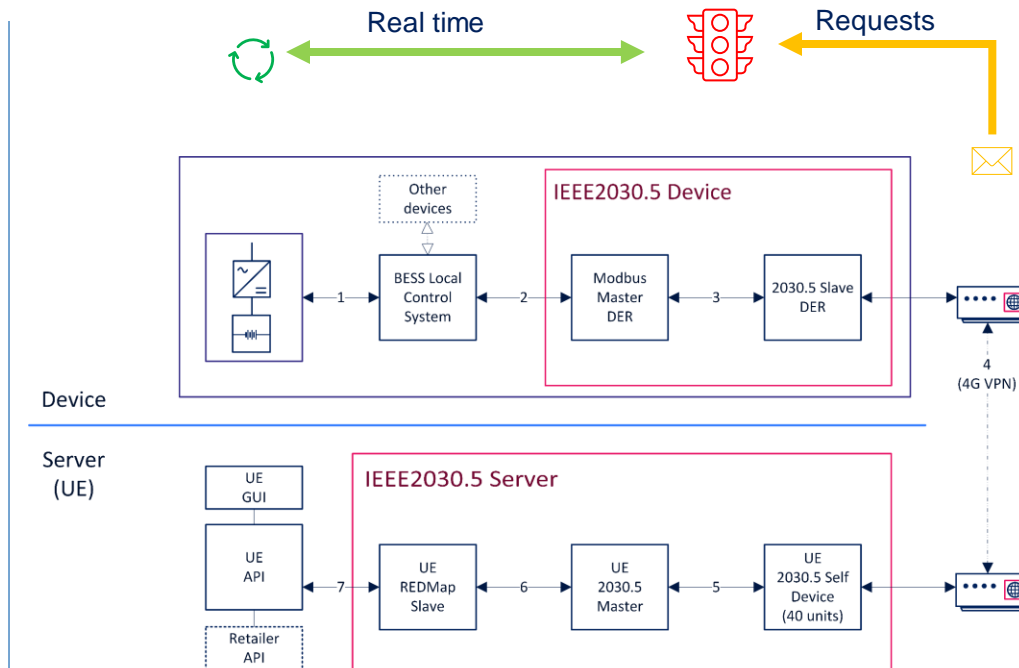 Real time
Requests
Other
devices
IEEE2030.5 Device
BESS Local
Control
System
Modbus
Master
DER
2030.5 Slave
DER
1
2
3
4
(4G VPN)
Device
Server
(UE)
IEEE2030.5 Server
UE
GUI
UE
API
Retailer
API
UE
REDMap
Slave
UE
2030.5
Master
UE
2030.5 Self
Device
(40 units)
7
6
5